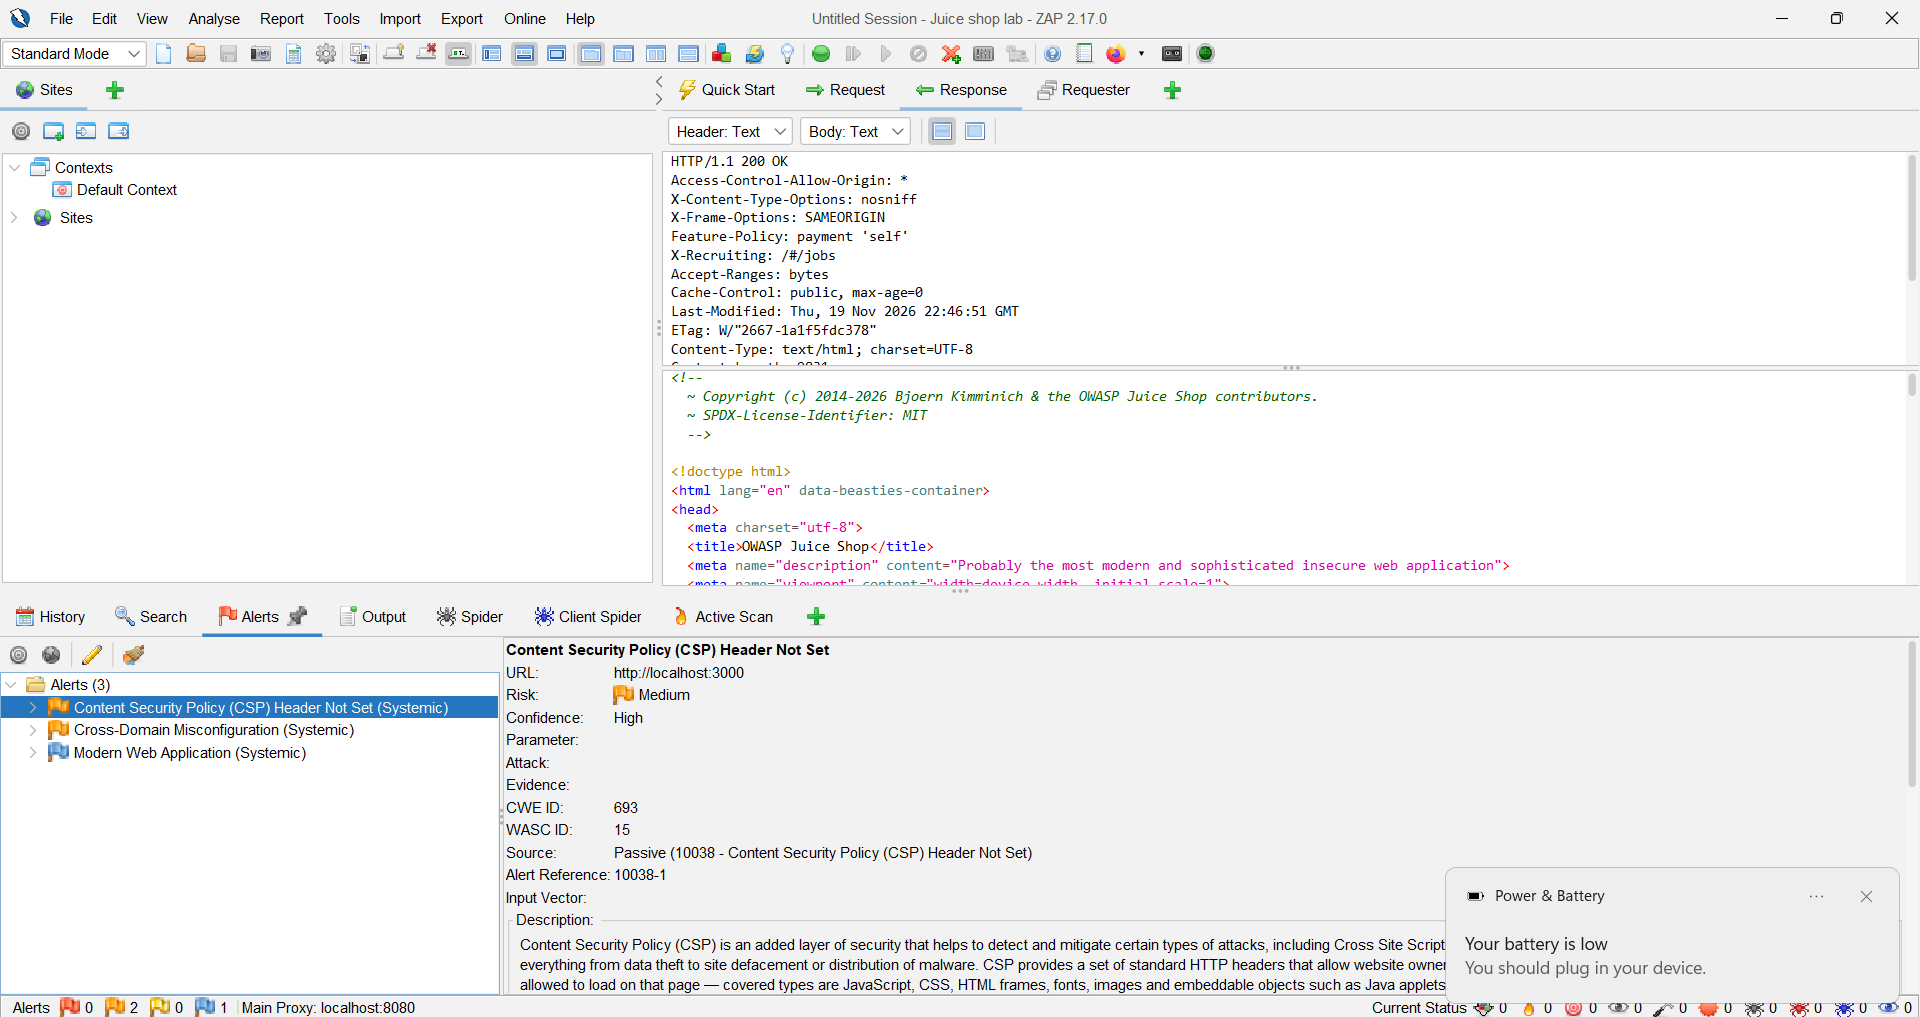 File Edit View Analyse Report Tools Import Export Online Help
Untitled Session - Juice shop lab - ZAP 2.17.0
Standard Mode
Sites
Quick Start Request Response Requester
Header: Text Body: Text
Contexts
Default Context
Sites
HTTP/1.1 200 OK
Access-Control-Allow-Origin: *
X-Content-Type-Options: nosniff
X-Frame-Options: SAMEORIGIN
Feature-Policy: payment 'self'
X-Recruiting: /#/jobs
Accept-Ranges: bytes
Cache-Control: public, max-age=0
Last-Modified: Thu, 19 Nov 2026 22:46:51 GMT
ETag: W/"2667-1a1f5fdc378"
Content-Type: text/html; charset=UTF-8
<!--
~ Copyright (c) 2014-2026 Bjoern Kimminich & the OWASP Juice Shop contributors.
~ SPDX-License-Identifier: MIT
-->
<!doctype html>
<html lang="en" data-beasties-container>
<head>
<meta charset="utf-8">
<title>OWASP Juice Shop</title>
<meta name="description" content="Probably the most modern and sophisticated insecure web application">
<meta name="viewport" content="width=device-width, initial-scale=1">
History Search Alerts Output Spider Client Spider Active Scan
Alerts (3)
Content Security Policy (CSP) Header Not Set (Systemic)
Cross-Domain Misconfiguration (Systemic)
Modern Web Application (Systemic)
Content Security Policy (CSP) Header Not Set
URL: http://localhost:3000
Risk: Medium
Confidence: High
Parameter:
Attack:
Evidence:
CWE ID: 693
WASC ID: 15
Source: Passive (10038 - Content Security Policy (CSP) Header Not Set)
Alert Reference: 10038-1
Input Vector:
Description:
Content Security Policy (CSP) is an added layer of security that helps to detect and mitigate certain types of attacks, including Cross Site Script
everything from data theft to site defacement or distribution of malware. CSP provides a set of standard HTTP headers that allow website owner
allowed to load on that page — covered types are JavaScript, CSS, HTML frames, fonts, images and embeddable objects such as Java applets
Power & Battery
Your battery is low
You should plug in your device.
Alerts 0 2 0 1 Main Proxy: localhost:8080
Current Status 0 0 0 0 0 0 0 0 0 0